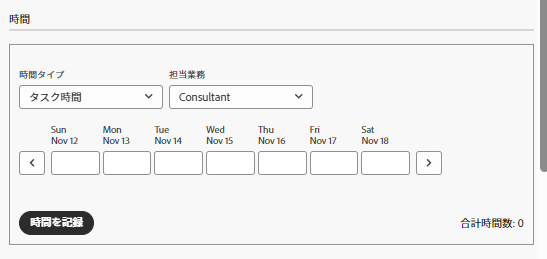 時間
時間タイプ 担当業務
タスク時間 Consultant
Sun Mon Tue Wed Thu Fri Sat
Nov 12 Nov 13 Nov 14 Nov 15 Nov 16 Nov 17 Nov 18
時間を記録 合計時間数: 0